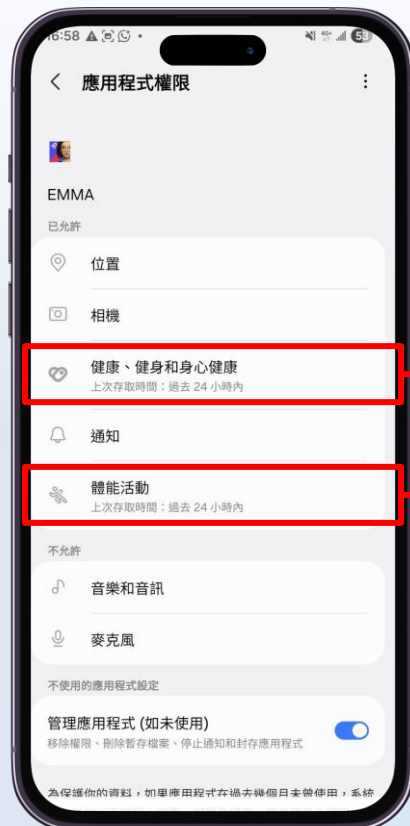 16:58
4G+ 53
應用程式權限
EMMA
已允許
位置
相機
健康、健身和身心健康
上次存取時間：過去 24 小時內
通知
體能活動
上次存取時間：過去 24 小時內
不允許
音樂和音訊
麥克風
不使用的應用程式設定
管理應用程式 (如未使用)
移除權限、刪除暫存檔案、停止通知和封存應用程式
為保護你的資料，如果應用程式在過去幾個月未曾使用，系統